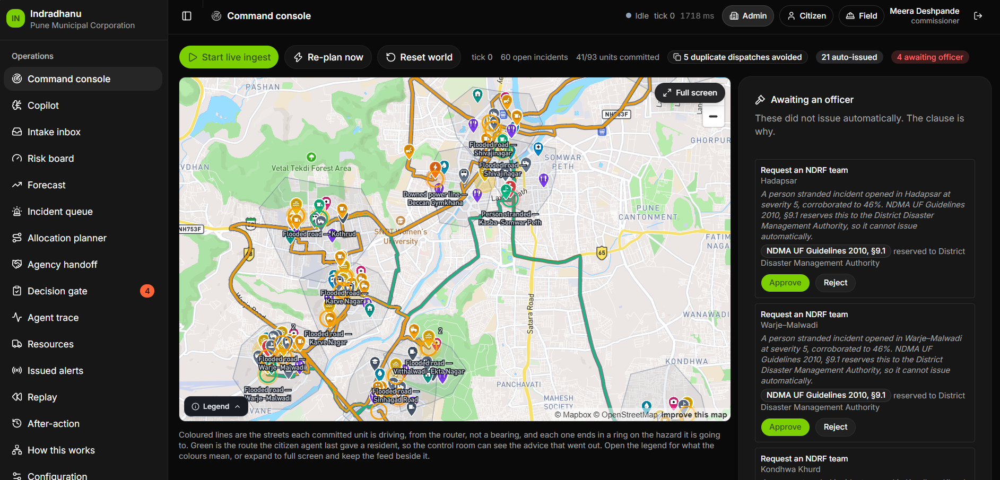 IN
Indradhanu
Pune Municipal Corporation
Operations
Command console
Copilot
Intake inbox
Risk board
Forecast
Incident queue
Allocation planner
Agency handoff
Decision gate
4
Agent trace
Resources
Issued alerts
Replay
After-action
How this works
Configuration
Command console
Idle tick 0 1718 ms
Admin
Citizen
Field
Meera Deshpande
commissioner
Start live ingest
Re-plan now
Reset world
tick 0
60 open incidents
41/93 units committed
5 duplicate dispatches avoided
21 auto-issued
4 awaiting officer
PASHAN
Full screen
NH753F
GHORPUR
VDHAN
Vetal Tekdi Forest Area
SOMWAR
PETH
Flooded road —
Shivajinagar
Flooded road —
Shivajinagar
Downed power line —
Deccan Gymkhana
Person stranded —
Kasba–Somwar Peth
PUNE
CANTONMENT
NH753F
Flooded road — Kothrud
SNDT Women's
University
FATIM
NAGA
65
Flooded road —
Karve Nagar
Warje Road
Satara Road
WANAWADI
2
Flooded road —
Karve Nagar
2
Flooded road —
Warje–Malwadi
Flooded road —
Vitthalwadi–Ekta Nagar
KONDHWA
PANCHAVATI
Flooded road —
Warje–Malwadi
Flooded road —
Sinhagad Road
MAHESH
SOCIETY
VANE
Legend
© Mapbox © OpenStreetMap Improve this map
Coloured lines are the streets each committed unit is driving, from the router, not a bearing, and each one ends in a ring on the hazard it is going
to. Green is the route the citizen agent last gave a resident, so the control room can see the advice that went out. Open the legend for what the
colours mean, or expand to full screen and keep the feed beside it.
Awaiting an officer
These did not issue automatically. The clause is
why.
Request an NDRF team
Hadapsar
A person stranded incident opened in Hadapsar at
severity 5, corroborated to 46%. NDMA UF Guidelines
2010, §9.1 reserves this to the District Disaster
Management Authority, so it cannot issue
automatically.
NDMA UF Guidelines 2010, §9.1 reserved to District
Disaster Management Authority
Approve
Reject
Request an NDRF team
Warje–Malwadi
A person stranded incident opened in Warje–Malwadi
at severity 5, corroborated to 46%. NDMA UF
Guidelines 2010, §9.1 reserves this to the District
Disaster Management Authority, so it cannot issue
automatically.
NDMA UF Guidelines 2010, §9.1 reserved to District
Disaster Management Authority
Approve
Reject
Request an NDRF team
Kondhwa Khurd